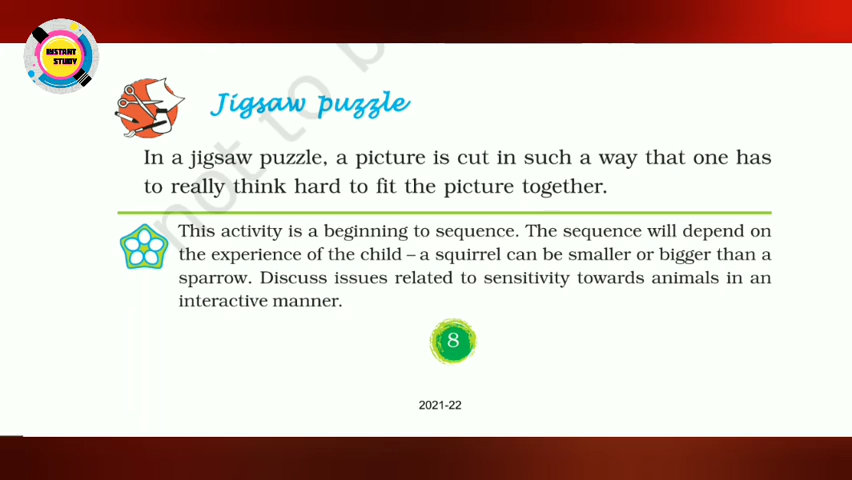 INSTANT
STUDY
not to b
Jigsaw puzzle
In a jigsaw puzzle, a picture is cut in such a way that one has
to really think hard to fit the picture together.
This activity is a beginning to sequence. The sequence will depend on
the experience of the child – a squirrel can be smaller or bigger than a
sparrow. Discuss issues related to sensitivity towards animals in an
interactive manner.
8
2021-22